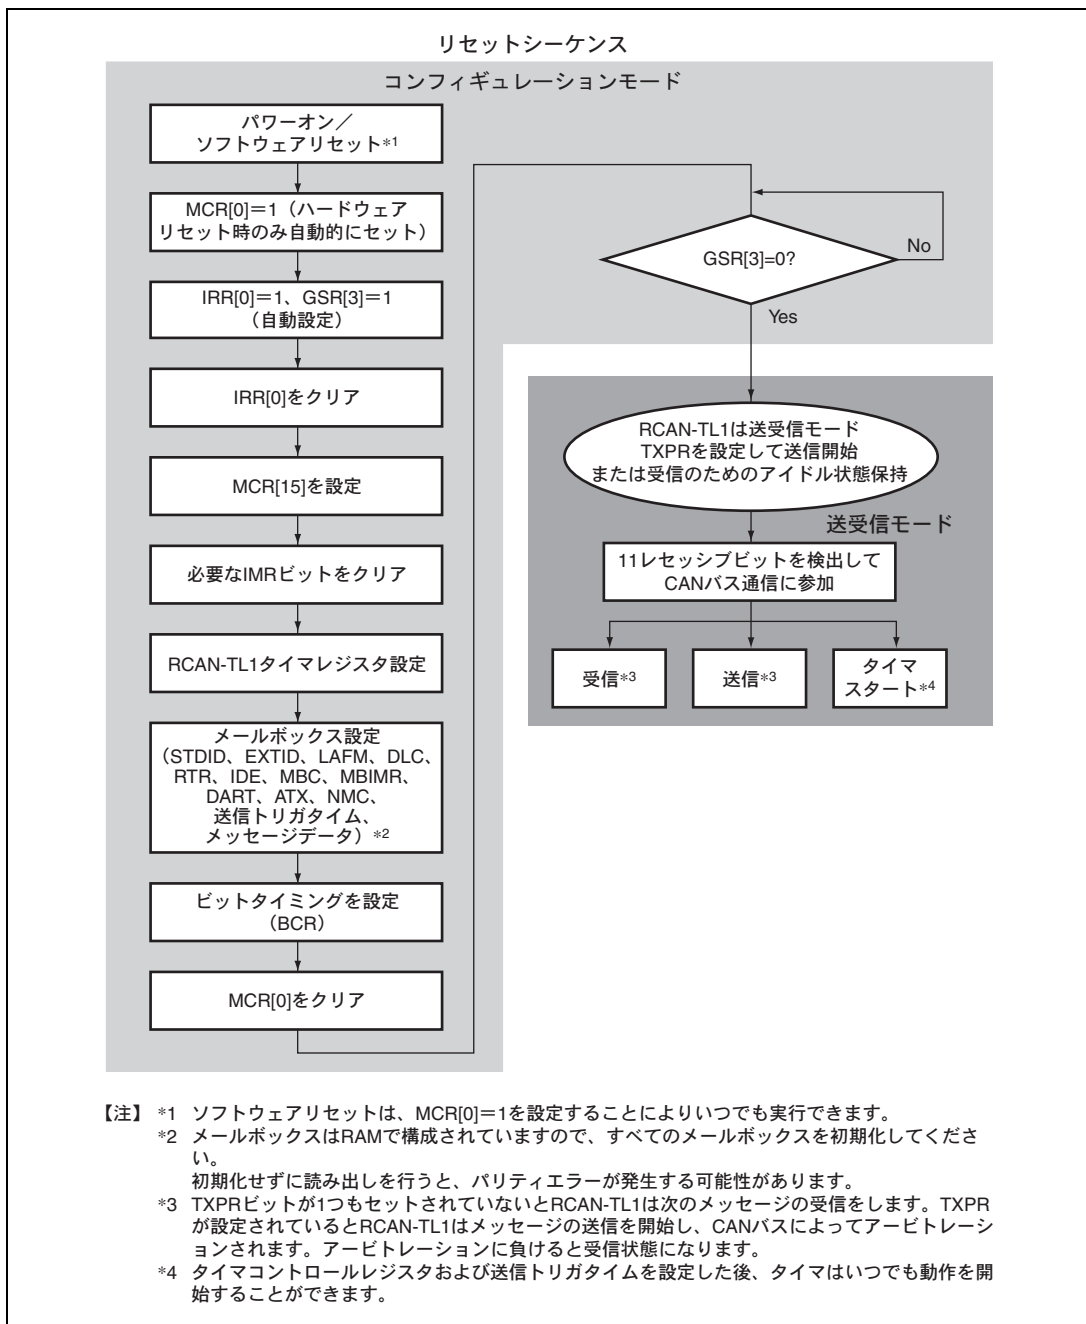 リセットシーケンス
コンフィギュレーションモード
パワーオン／
ソフトウェアリセット*1
MCR[0]＝1（ハードウェア
リセット時のみ自動的にセット）
IRR[0]＝1、GSR[3]＝1
（自動設定）
IRR[0]をクリア
MCR[15]を設定
必要なIMRビットをクリア
RCAN-TL1タイマレジスタ設定
メールボックス設定
（STDID、EXTID、LAFM、DLC、
RTR、IDE、MBC、MBIMR、
DART、ATX、NMC、
送信トリガタイム、
メッセージデータ）*2
ビットタイミングを設定
（BCR）
MCR[0]をクリア
GSR[3]=0?
No
Yes
RCAN-TL1は送受信モード
TXPRを設定して送信開始
または受信のためのアイドル状態保持
送受信モード
11レセッシブビットを検出して
CANバス通信に参加
受信*3
送信*3
タイマ
スタート*4
【注】 *1 ソフトウェアリセットは、MCR[0]＝1を設定することによりいつでも実行できます。
*2 メールボックスはRAMで構成されていますので、すべてのメールボックスを初期化してくださ
い。
初期化せずに読み出しを行うと、パリティエラーが発生する可能性があります。
*3 TXPRビットが1つもセットされていないとRCAN-TL1は次のメッセージの受信をします。TXPR
が設定されているとRCAN-TL1はメッセージの送信を開始し、CANバスによってアービトレーシ
ョンされます。アービトレーションに負けると受信状態になります。
*4 タイマコントロールレジスタおよび送信トリガタイムを設定した後、タイマはいつでも動作を開
始することができます。